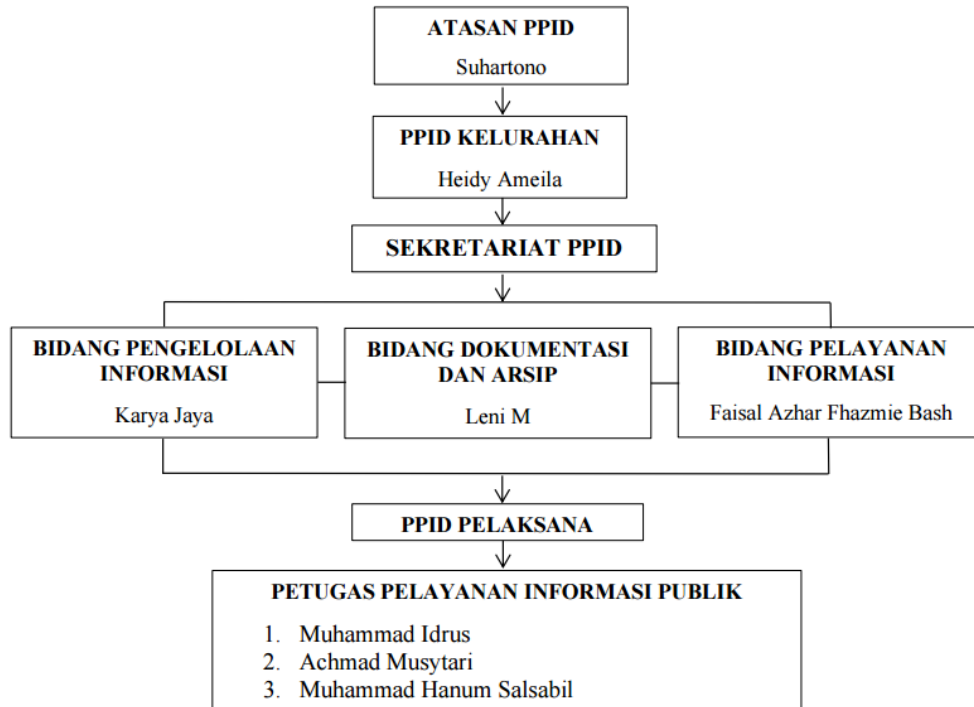 ATASAN PPID
Suhartono
PPID KELURAHAN
Heidy Ameila
SEKRETARIAT PPID
BIDANG PENGELOLAAN
INFORMASI
Karya Jaya
BIDANG DOKUMENTASI
DAN ARSIP
Leni M
BIDANG PELAYANAN
INFORMASI
Faisal Azhar Fhazmie Bash
PPID PELAKSANA
PETUGAS PELAYANAN INFORMASI PUBLIK
1. Muhammad Idrus
2. Achmad Musytari
3. Muhammad Hanum Salsabil